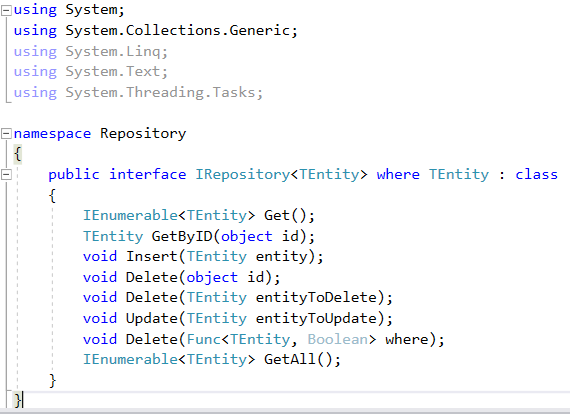 using System;
using System.Collections.Generic;
using System.Linq;
using System.Text;
using System.Threading.Tasks;
namespace Repository
{
public interface IRepository<TEntity> where TEntity : class
{
IEnumerable<TEntity> Get();
TEntity GetByID(object id);
void Insert(TEntity entity);
void Delete(object id);
void Delete(TEntity entityToDelete);
void Update(TEntity entityToUpdate);
void Delete(Func<TEntity, Boolean> where);
IEnumerable<TEntity> GetAll();
}
}